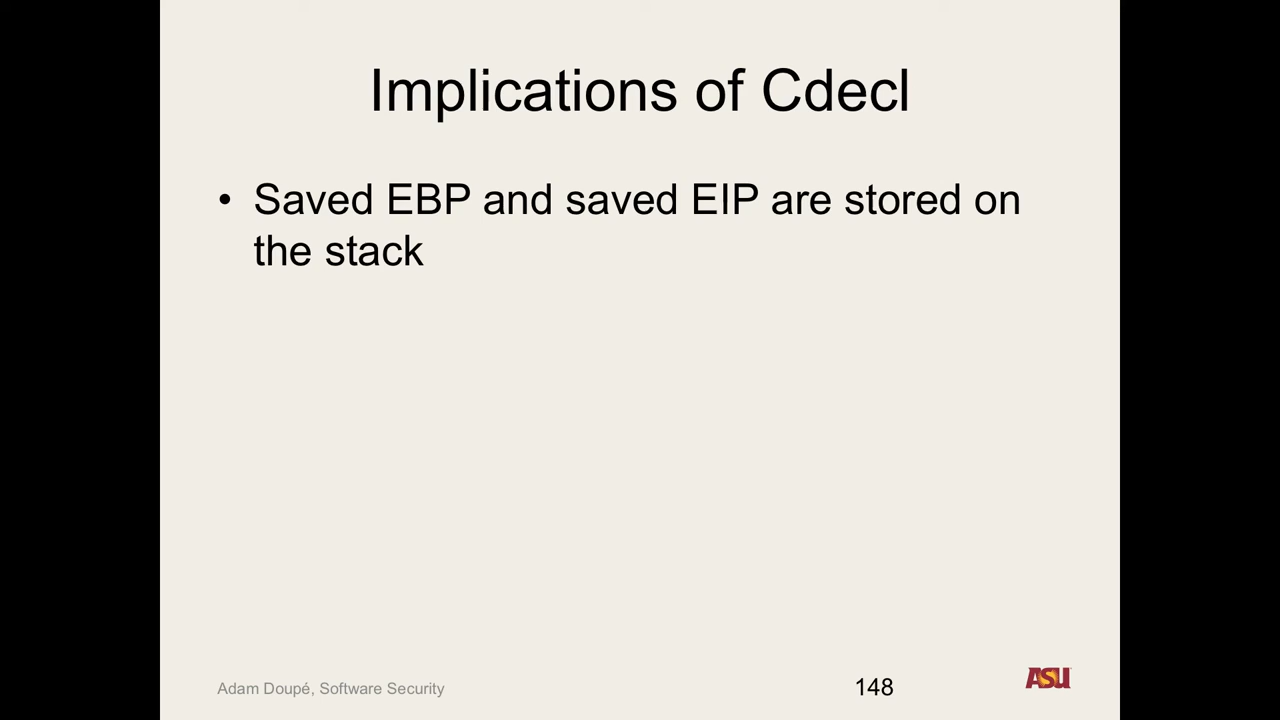 Implications of Cdecl
• Saved EBP and saved EIP are stored on
the stack
Adam Doupé, Software Security
148
ASU